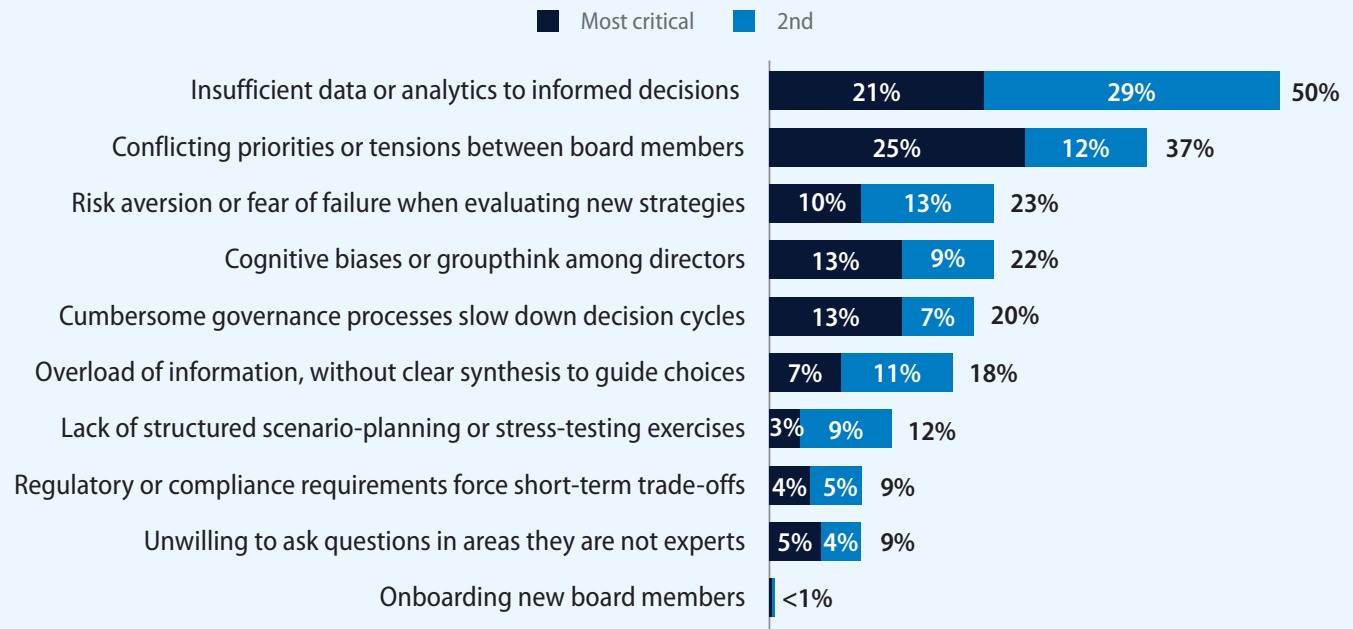 Most critical 2nd
Insufficient data or analytics to informed decisions 21% 29% 50%
Conflicting priorities or tensions between board members 25% 12% 37%
Risk aversion or fear of failure when evaluating new strategies 10% 13% 23%
Cognitive biases or groupthink among directors 13% 9% 22%
Cumbersome governance processes slow down decision cycles 13% 7% 20%
Overload of information, without clear synthesis to guide choices 7% 11% 18%
Lack of structured scenario-planning or stress-testing exercises 3% 9% 12%
Regulatory or compliance requirements force short-term trade-offs 4% 5% 9%
Unwilling to ask questions in areas they are not experts 5% 4% 9%
Onboarding new board members <1%